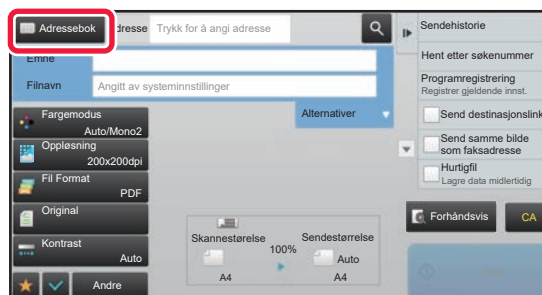 Adressebok
dresse
Trykk for å angi adresse
Emne
Filnavn
Angitt av systeminnstillinger
Alternativer
Fargemodus
Auto/Mono2
Oppløsning
200x200dpi
Fil Format
PDF
Original
Kontrast
Auto
Andre
Skannestørelse
100%
Sendestørrelse
Auto
A4
A4
Sendehistorie
Hent etter søkenummer
Programregistrering
Registrer gjeldende innst.
Send destinasjonslink
Send samme bilde
som faksadresse
Hurtigfil
Lagre data midlertidig
Forhåndsvis
CA